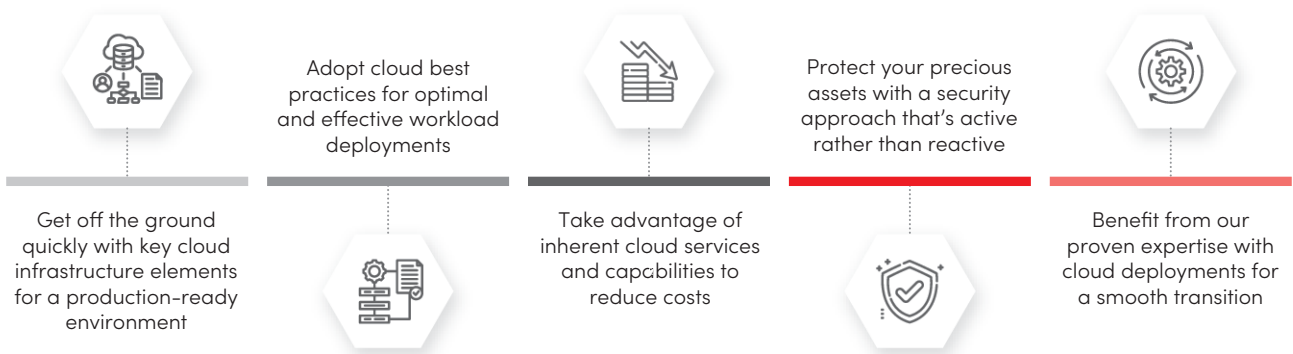 Get off the ground
quickly with key cloud
infrastructure elements
for a production-ready
environment
Adopt cloud best
practices for optimal
and effective workload
deployments
Take advantage of
inherent cloud services
and capabilities to
reduce costs
Protect your precious
assets with a security
approach that's active
rather than reactive
Benefit from our
proven expertise with
cloud deployments for
a smooth transition